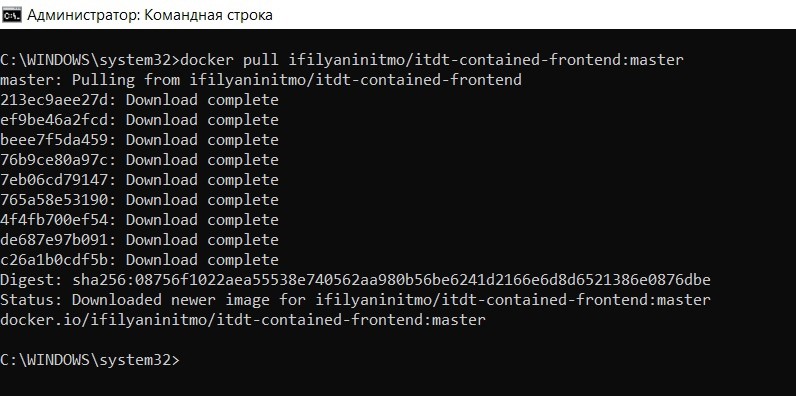 Администратор: Командная строка
C:\WINDOWS\system32>docker pull ifilyaninitmo/itdt-contained-frontend:master
master: Pulling from ifilyaninitmo/itdt-contained-frontend
213ec9aee27d: Download complete
ef9be46a2fcd: Download complete
beee7f5da459: Download complete
76b9ce80a97c: Download complete
7eb06cd79147: Download complete
765a58e53190: Download complete
4f4fb700ef54: Download complete
de687e97b091: Download complete
c26a1b0cdf5b: Download complete
Digest: sha256:08756f1022aea55538e740562aa980b56be6241d2166e6d8d6521386e0876dbe
Status: Downloaded newer image for ifilyaninitmo/itdt-contained-frontend:master
docker.io/ifilyaninitmo/itdt-contained-frontend:master
C:\WINDOWS\system32>